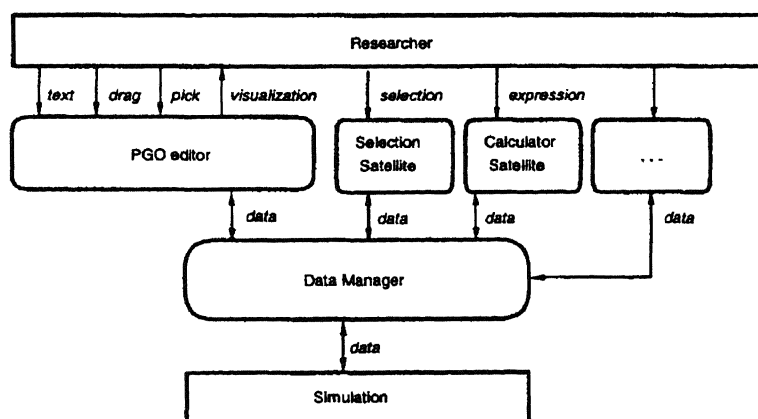 Researcher
text drag pick visualization selection expression
PGO editor
Selection
Satellite
Calculator
Satellite
...
data data data data
Data Manager
data
Simulation